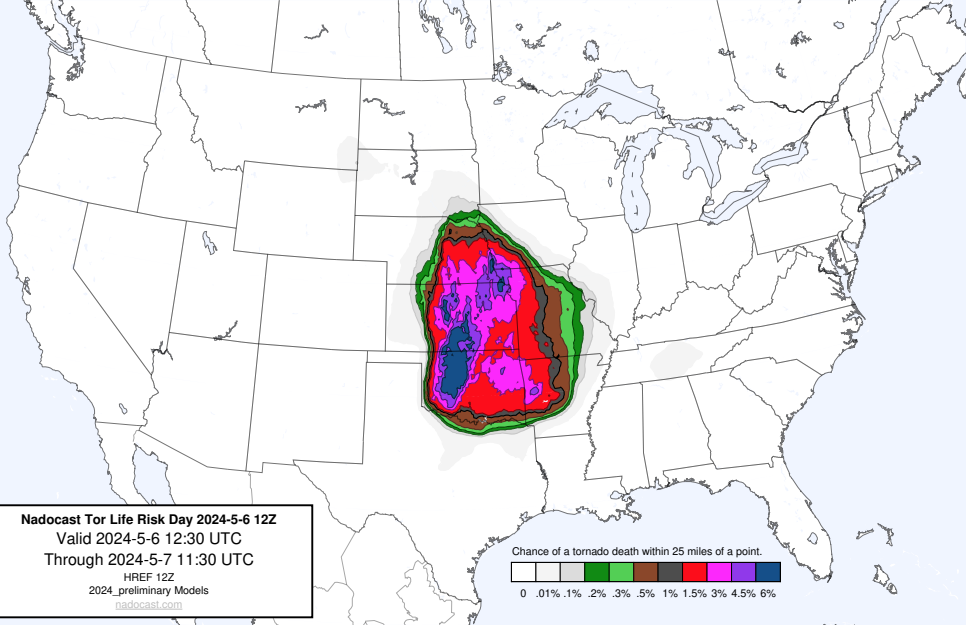 Nadocast Tor Life Risk Day 2024-5-6 12Z
Valid 2024-5-6 12:30 UTC
Through 2024-5-7 11:30 UTC
HREF 12Z
2024_preliminary Models
nadocast.com
Chance of a tornado death within 25 miles of a point.
0 .01% .1% .2% .3% .5% 1% 1.5% 3% 4.5% 6%